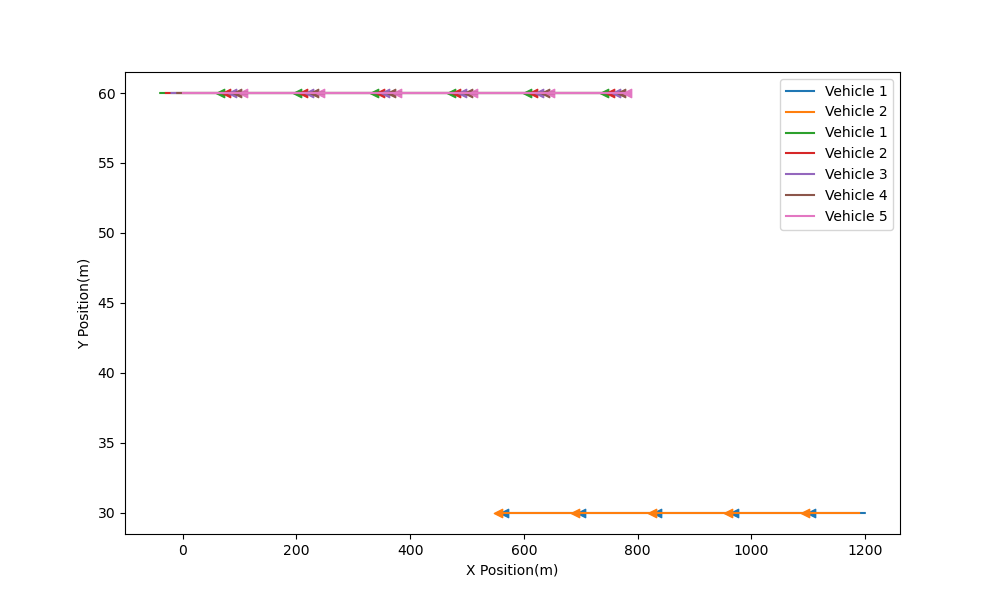 60
55
50
45
40
35
30
Y Position(m)
0
200
400
600
800
1000
1200
X Position(m)
Vehicle 1
Vehicle 2
Vehicle 1
Vehicle 2
Vehicle 3
Vehicle 4
Vehicle 5